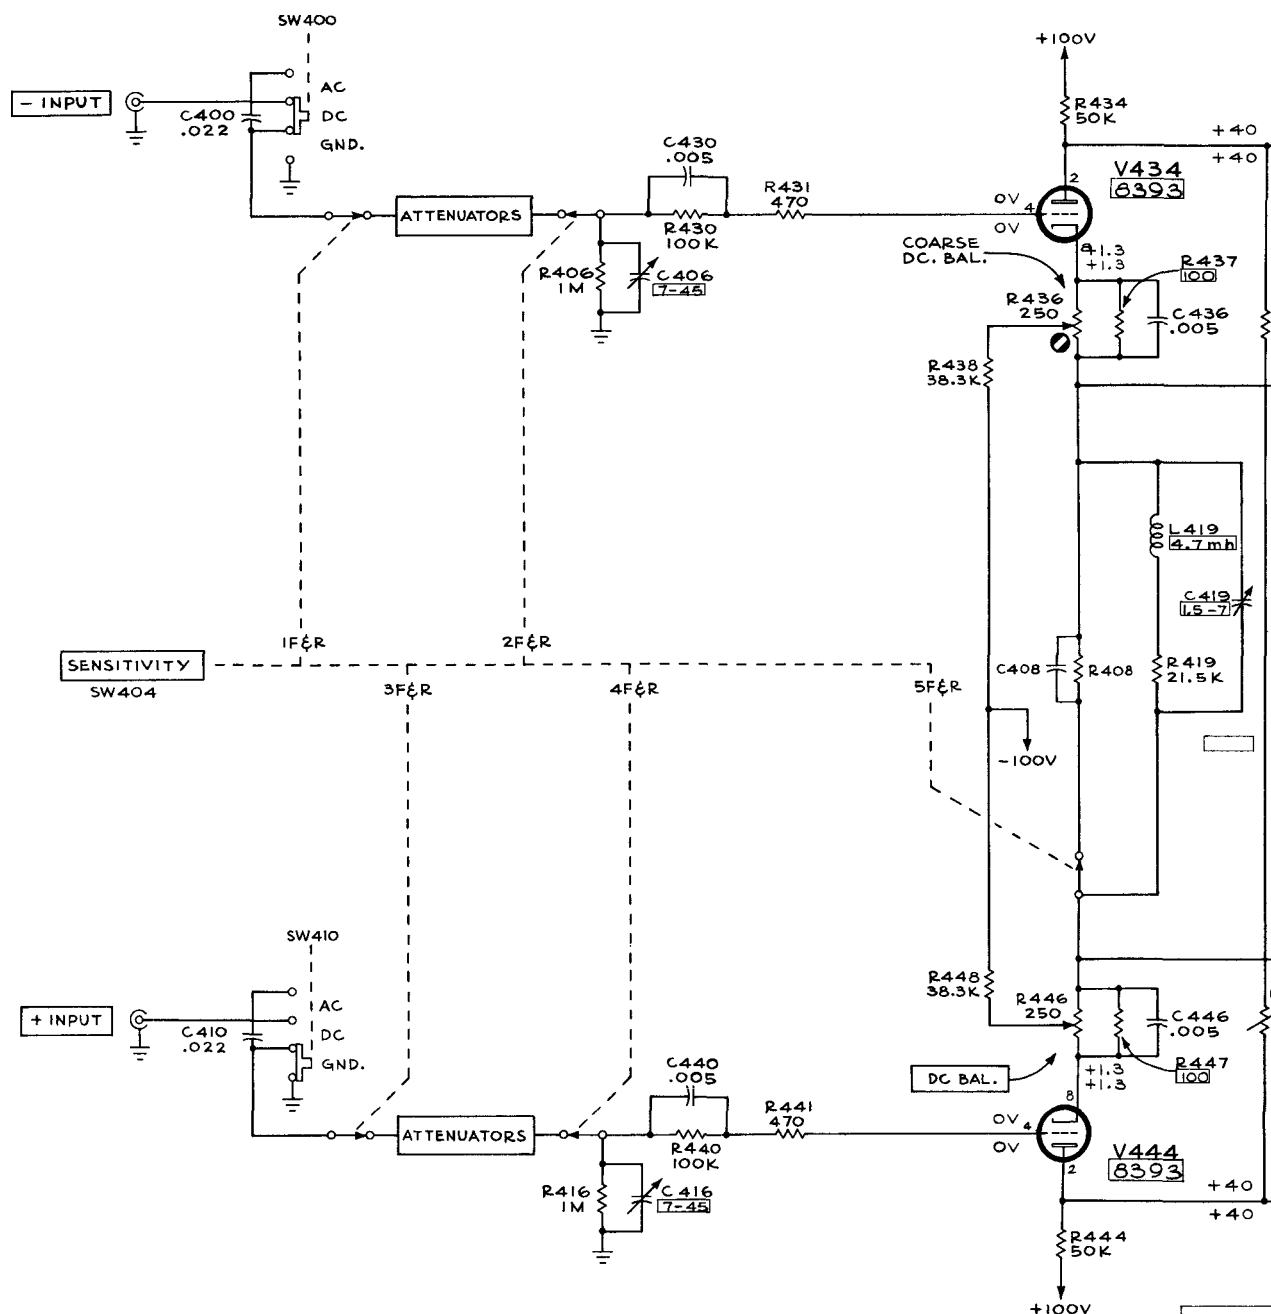 SW400
+100V
- INPUT
AC
DC
GND.
C400
.022
R434
50K
+40
+40
C430
.005
V434
8393
2
R431
470
0V
4
0V
ATTENUATORS
R430
100K
8
+1.3
+1.3
COARSE
DC. BAL.
R437
100
R406
1M
C406
7-45
R436
250
C436
.005
R438
38.3K
L419
4.7mh
C419
1.5-7
1F&R
2F&R
SENSITIVITY
SW404
3F&R
4F&R
5F&R
C408
R408
R419
21.5K
-100V
SW410
+ INPUT
AC
DC
GND.
C410
.022
R448
38.3K
R446
250
C446
.005
R447
100
DC BAL.
+1.3
+1.3
C440
.005
8
R441
470
0V
4
0V
ATTENUATORS
R440
100K
V444
8393
2
R416
1M
C416
7-45
+40
+40
R444
50K
+100V